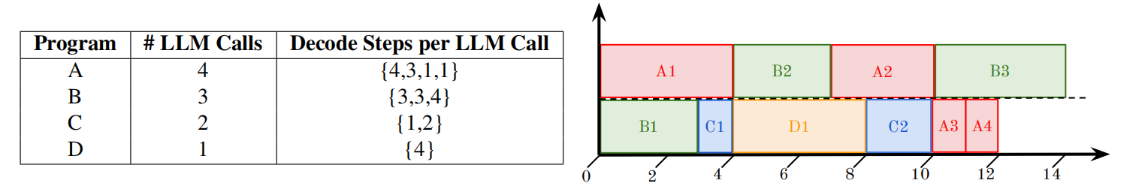 Program # LLM Calls Decode Steps per LLM Call
A 4 {4,3,1,1}
B 3 {3,3,4}
C 2 {1,2}
D 1 {4}
A1 B2 A2 B3
B1 C1 D1 C2 A3 A4
0 2 4 6 8 10 12 14